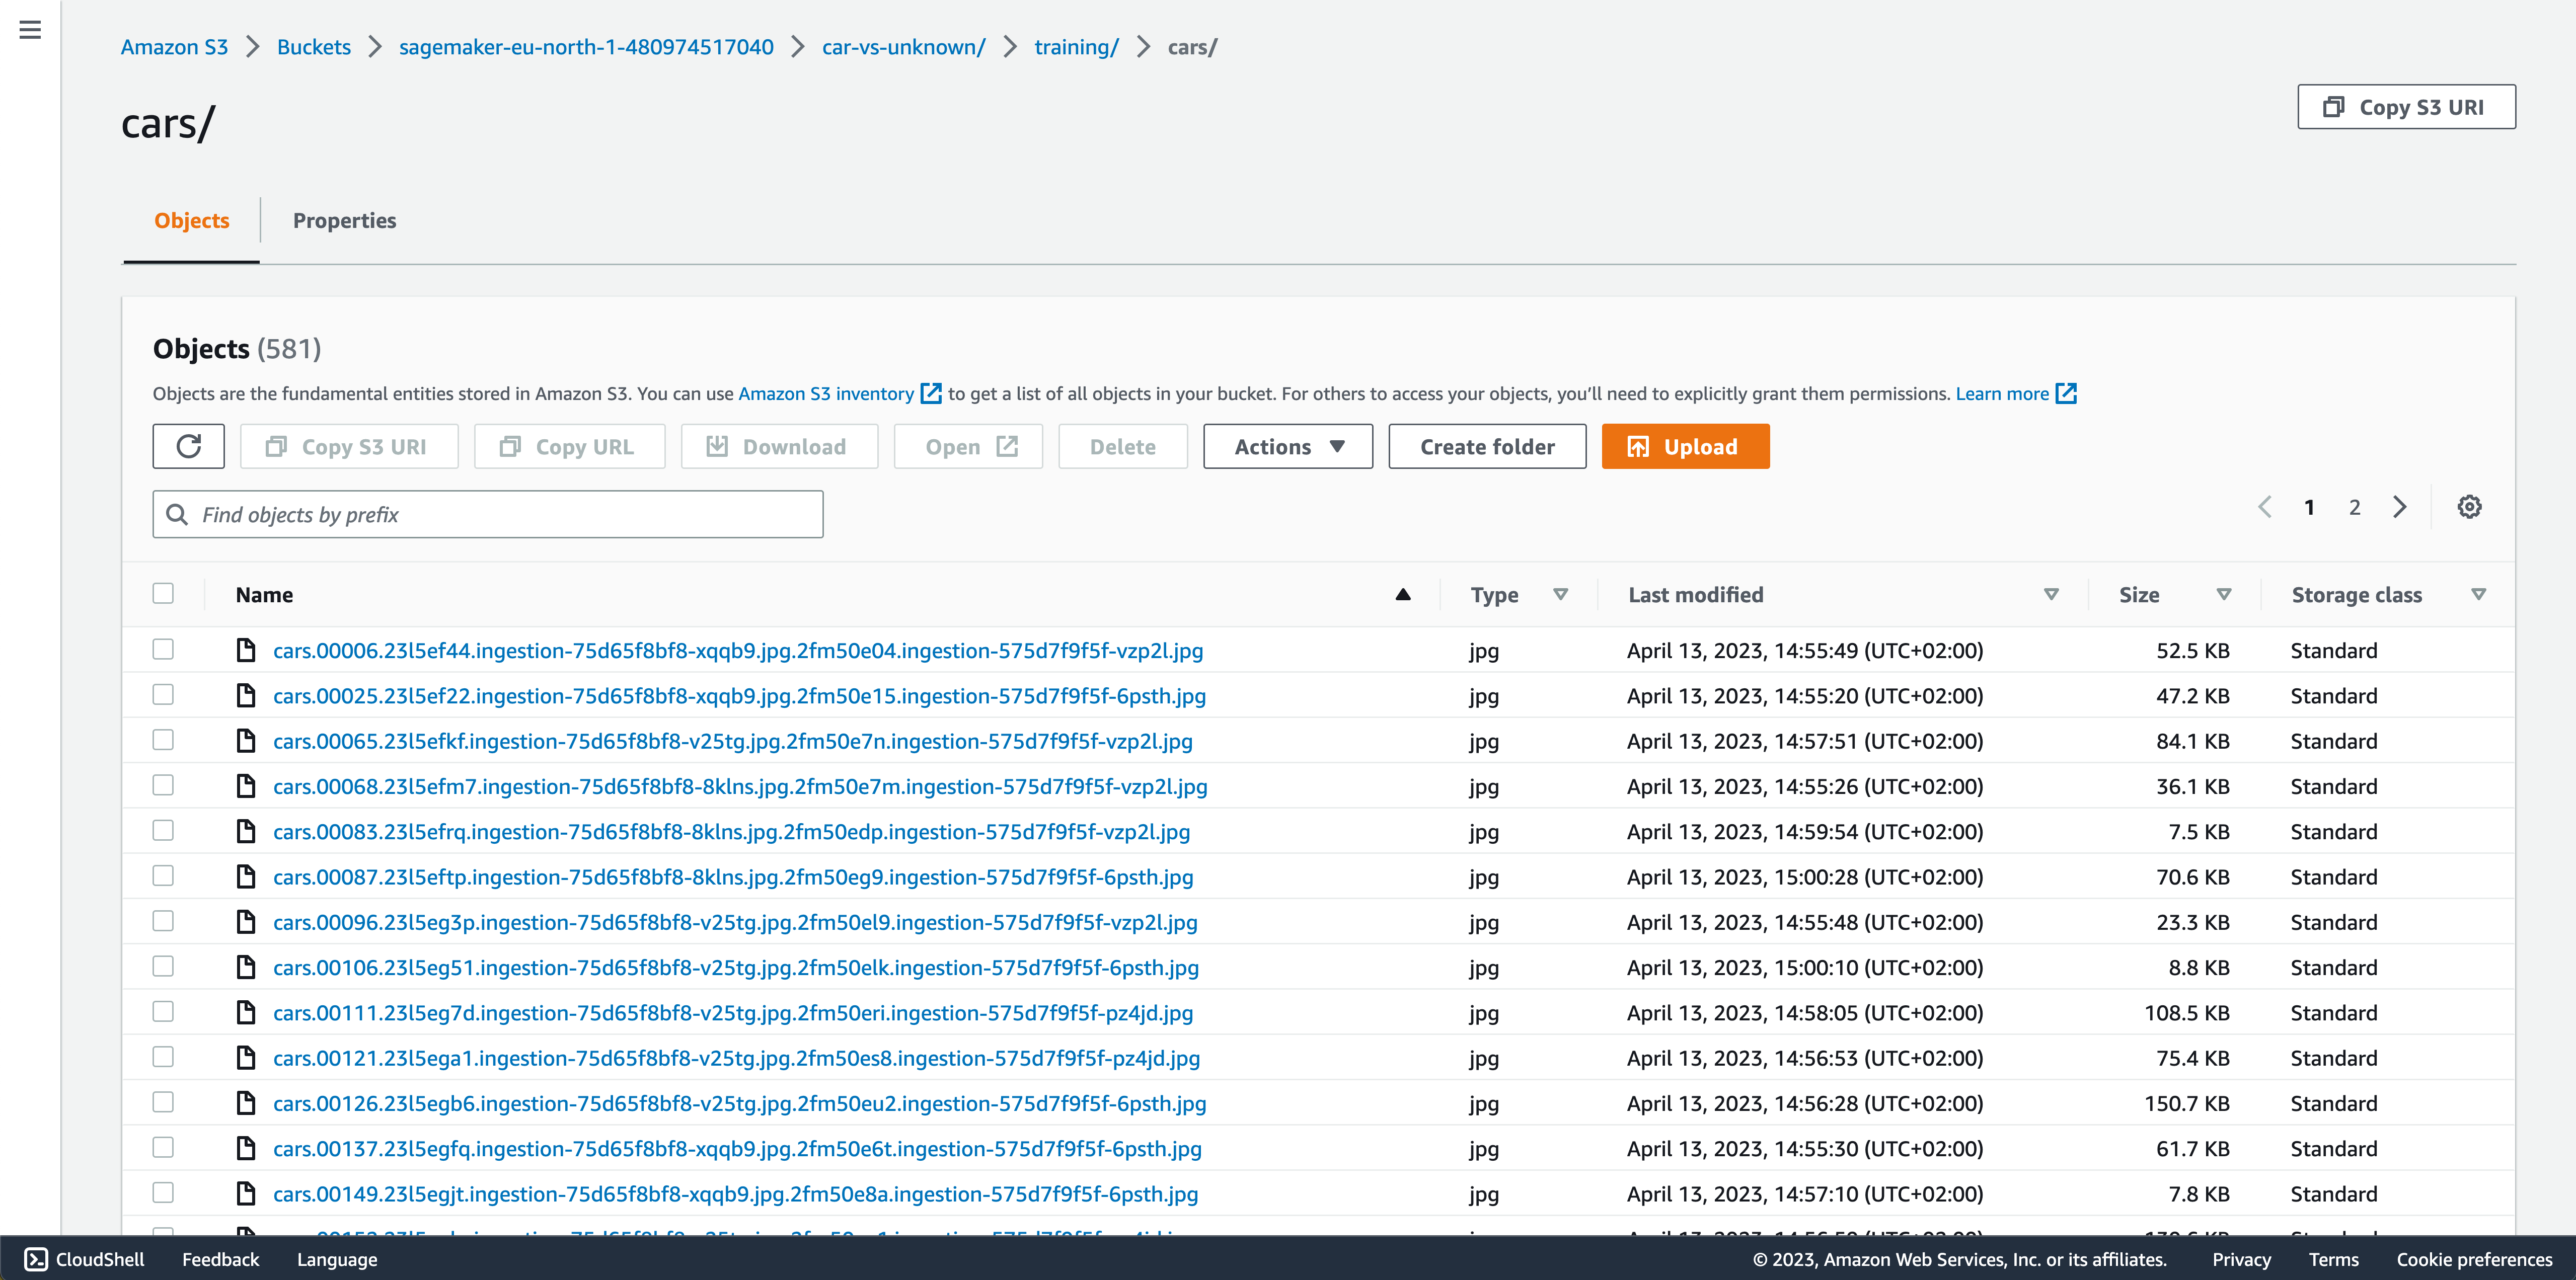 Amazon S3 > Buckets > sagemaker-eu-north-1-480974517040 > car-vs-unknown/ > training/ > cars/
cars/
Copy S3 URI
Objects Properties
Objects (581)
Objects are the fundamental entities stored in Amazon S3. You can use Amazon S3 inventory to get a list of all objects in your bucket. For others to access your objects, you’ll need to explicitly grant them permissions. Learn more
Copy S3 URI Copy URL Download Open Delete Actions Create folder Upload
Find objects by prefix
1 2
Name Type Last modified Size Storage class
cars.00006.23l5ef44.ingestion-75d65f8bf8-xqqb9.jpg.2fm50e04.ingestion-575d7f9f5f-vzp2l.jpg jpg April 13, 2023, 14:55:49 (UTC+02:00) 52.5 KB Standard
cars.00025.23l5ef22.ingestion-75d65f8bf8-xqqb9.jpg.2fm50e15.ingestion-575d7f9f5f-6psth.jpg jpg April 13, 2023, 14:55:20 (UTC+02:00) 47.2 KB Standard
cars.00065.23l5efkf.ingestion-75d65f8bf8-v25tg.jpg.2fm50e7n.ingestion-575d7f9f5f-vzp2l.jpg jpg April 13, 2023, 14:57:51 (UTC+02:00) 84.1 KB Standard
cars.00068.23l5efm7.ingestion-75d65f8bf8-8klns.jpg.2fm50e7m.ingestion-575d7f9f5f-vzp2l.jpg jpg April 13, 2023, 14:55:26 (UTC+02:00) 36.1 KB Standard
cars.00083.23l5efrq.ingestion-75d65f8bf8-8klns.jpg.2fm50edp.ingestion-575d7f9f5f-vzp2l.jpg jpg April 13, 2023, 14:59:54 (UTC+02:00) 7.5 KB Standard
cars.00087.23l5eftp.ingestion-75d65f8bf8-8klns.jpg.2fm50eg9.ingestion-575d7f9f5f-6psth.jpg jpg April 13, 2023, 15:00:28 (UTC+02:00) 70.6 KB Standard
cars.00096.23l5eg3p.ingestion-75d65f8bf8-v25tg.jpg.2fm50el9.ingestion-575d7f9f5f-vzp2l.jpg jpg April 13, 2023, 14:55:48 (UTC+02:00) 23.3 KB Standard
cars.00106.23l5eg51.ingestion-75d65f8bf8-v25tg.jpg.2fm50elk.ingestion-575d7f9f5f-6psth.jpg jpg April 13, 2023, 15:00:10 (UTC+02:00) 8.8 KB Standard
cars.00111.23l5eg7d.ingestion-75d65f8bf8-v25tg.jpg.2fm50eri.ingestion-575d7f9f5f-pz4jd.jpg jpg April 13, 2023, 14:58:05 (UTC+02:00) 108.5 KB Standard
cars.00121.23l5ega1.ingestion-75d65f8bf8-v25tg.jpg.2fm50es8.ingestion-575d7f9f5f-pz4jd.jpg jpg April 13, 2023, 14:56:53 (UTC+02:00) 75.4 KB Standard
cars.00126.23l5egb6.ingestion-75d65f8bf8-v25tg.jpg.2fm50eu2.ingestion-575d7f9f5f-6psth.jpg jpg April 13, 2023, 14:56:28 (UTC+02:00) 150.7 KB Standard
cars.00137.23l5egfq.ingestion-75d65f8bf8-xqqb9.jpg.2fm50e6t.ingestion-575d7f9f5f-6psth.jpg jpg April 13, 2023, 14:55:30 (UTC+02:00) 61.7 KB Standard
cars.00149.23l5egjt.ingestion-75d65f8bf8-xqqb9.jpg.2fm50e8a.ingestion-575d7f9f5f-6psth.jpg jpg April 13, 2023, 14:57:10 (UTC+02:00) 7.8 KB Standard
CloudShell Feedback Language © 2023, Amazon Web Services, Inc. or its affiliates. Privacy Terms Cookie preferences